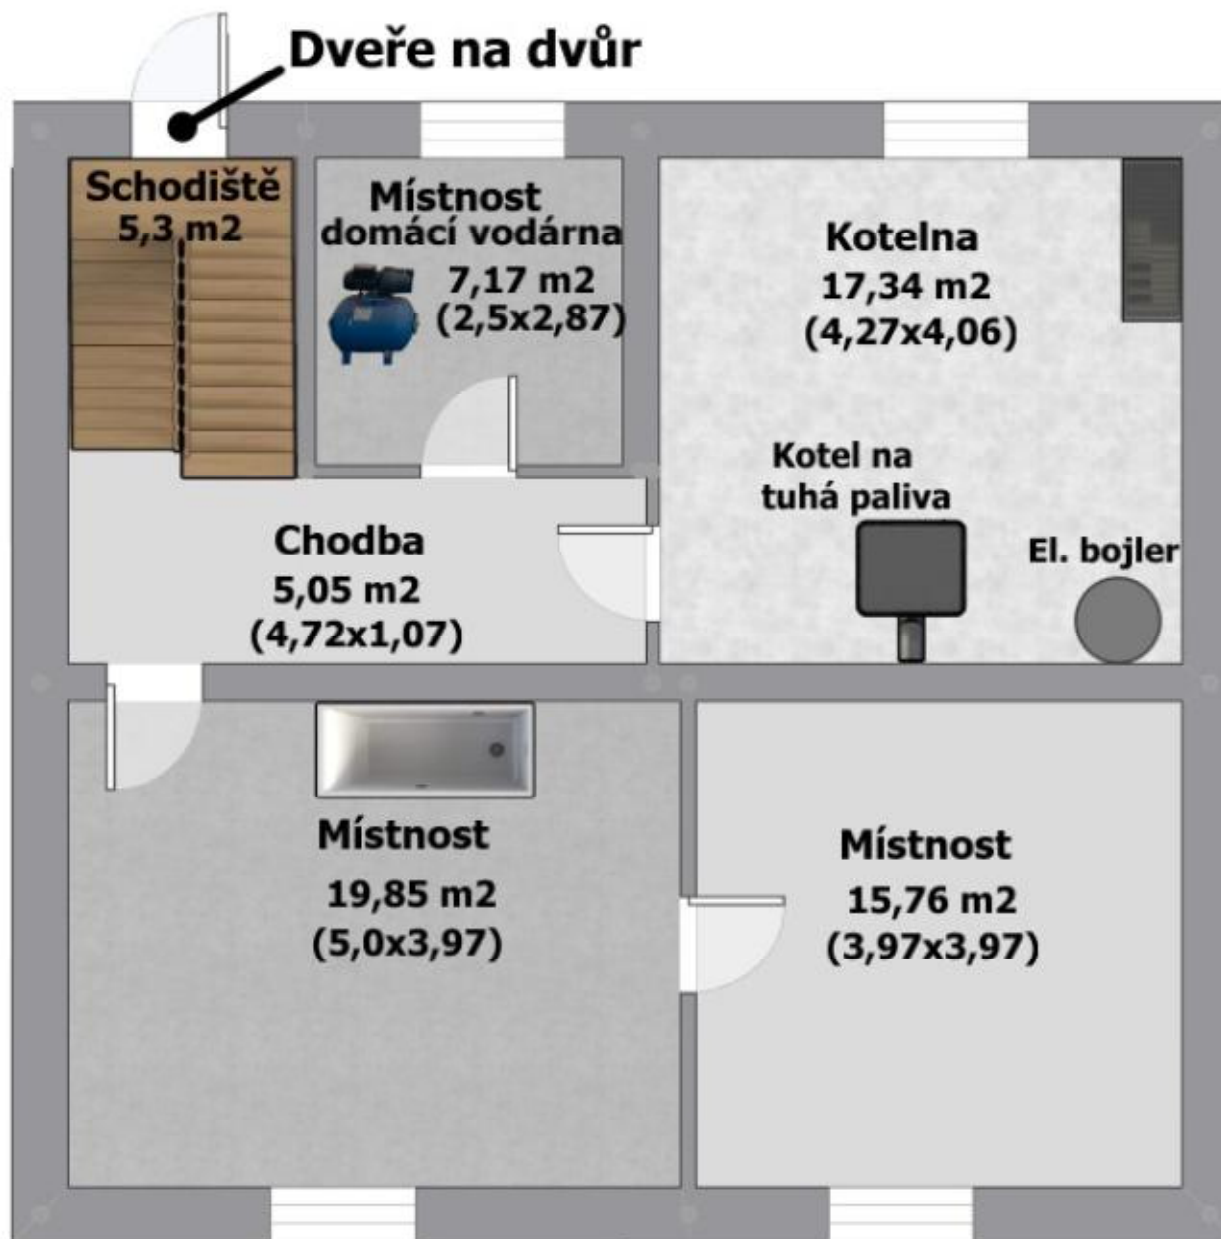 Dveře na dvůr
Schodiště
5,3 m2
Místnost
domácí vodárna
7,17 m2
(2,5x2,87)
Kotelna
17,34 m2
(4,27x4,06)
Kotel na
tuhá paliva
El. bojler
Chodba
5,05 m2
(4,72x1,07)
Místnost
19,85 m2
(5,0x3,97)
Místnost
15,76 m2
(3,97x3,97)